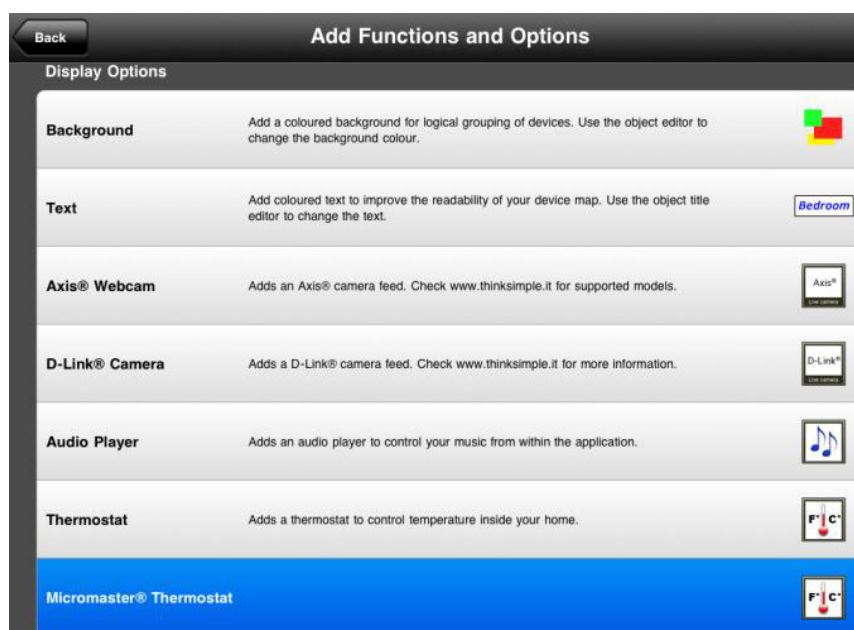 Back
Add Functions and Options
Display Options
Background
Add a coloured background for logical grouping of devices. Use the object editor to
change the background colour.
Text
Add coloured text to improve the readability of your device map. Use the object title
editor to change the text.
Bedroom
Axis® Webcam
Adds an Axis® camera feed. Check www.thinksimple.it for supported models.
Axis®
Live camera
D-Link® Camera
Adds a D-Link® camera feed. Check www.thinksimple.it for more information.
D-Link®
Live camera
Audio Player
Adds an audio player to control your music from within the application.
Thermostat
Adds a thermostat to control temperature inside your home.
F° C°
Micromaster® Thermostat
F° C°